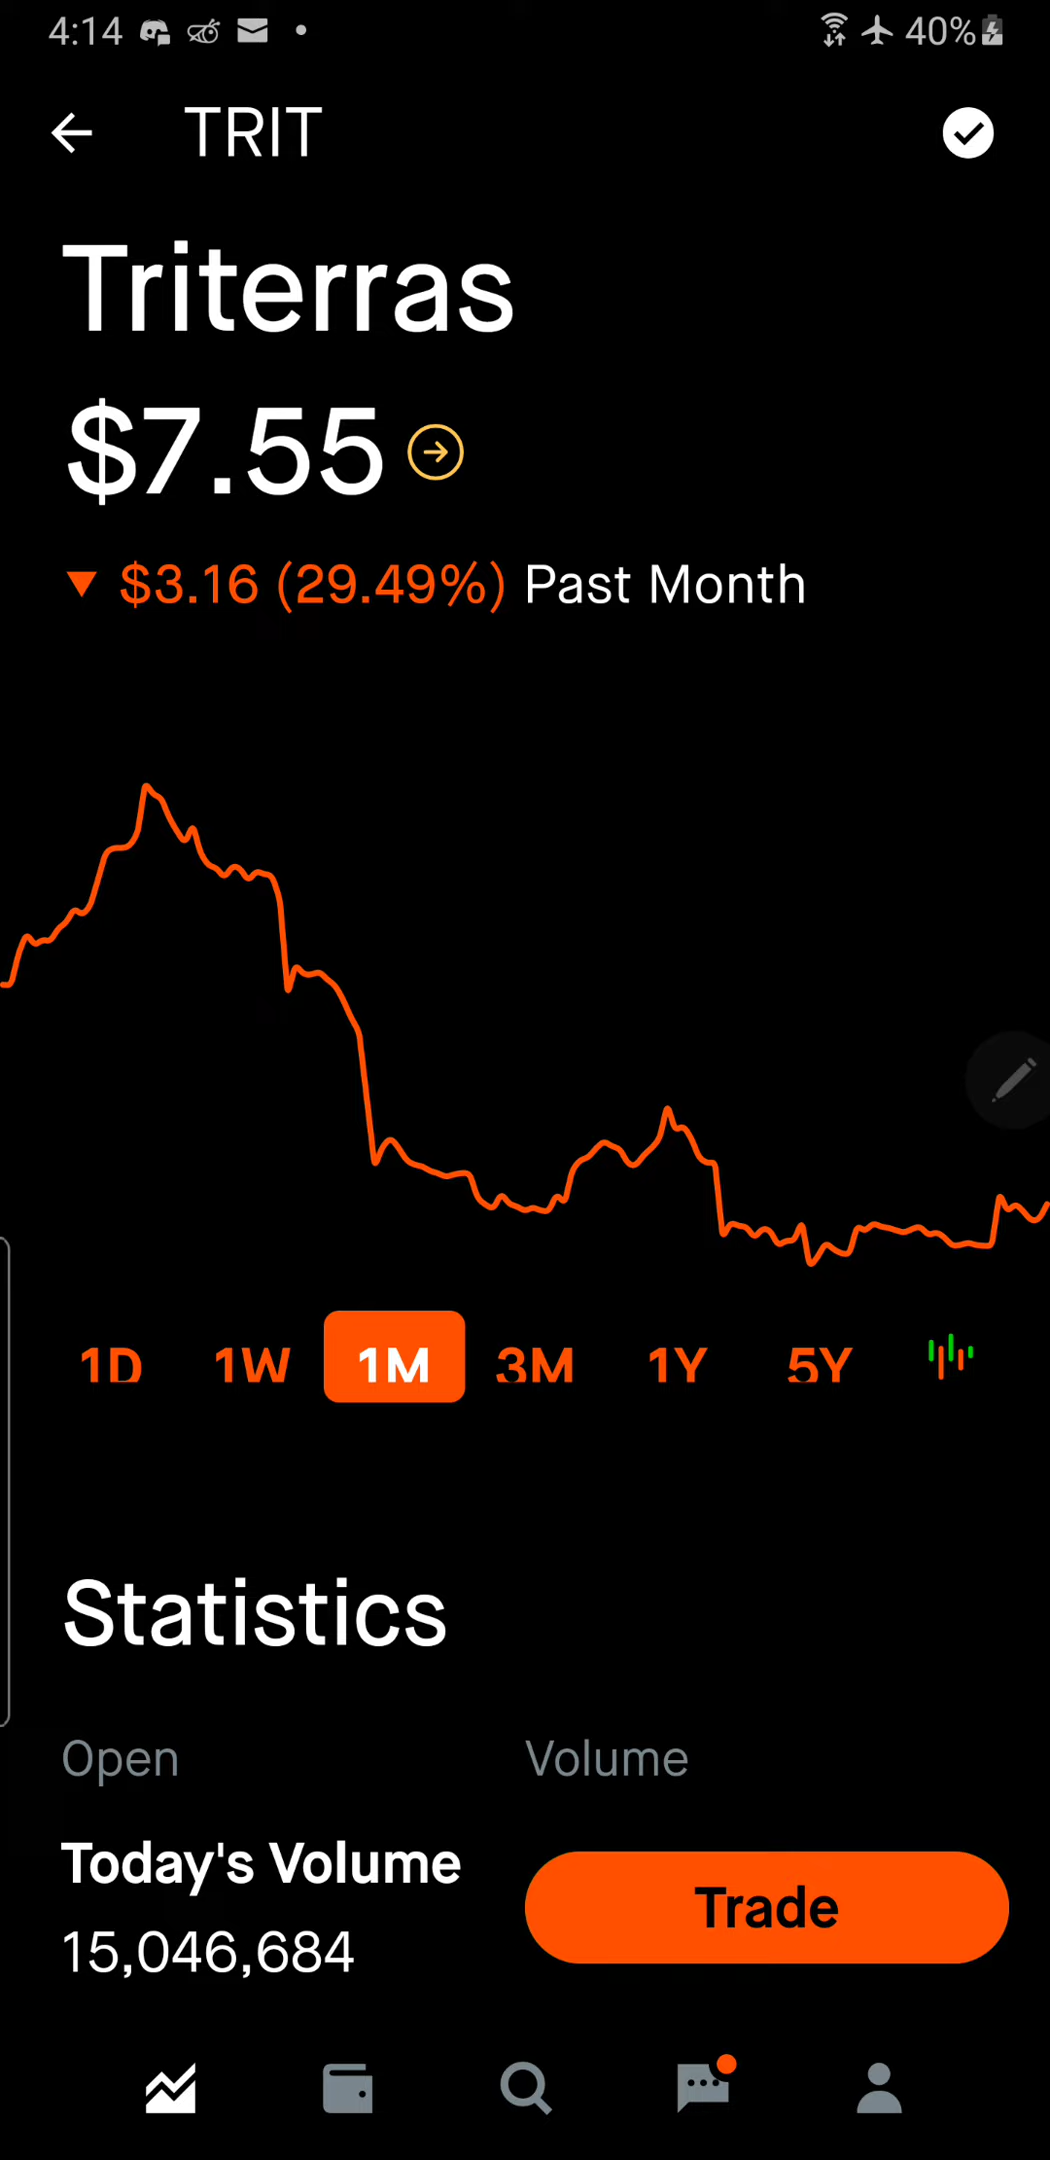 4:14 40%
TRIT
Triterras
$7.55
▼ $3.16 (29.49%) Past Month
1D 1W 1M 3M 1Y 5Y
Statistics
Open Volume
Today's Volume
15,046,684
Trade